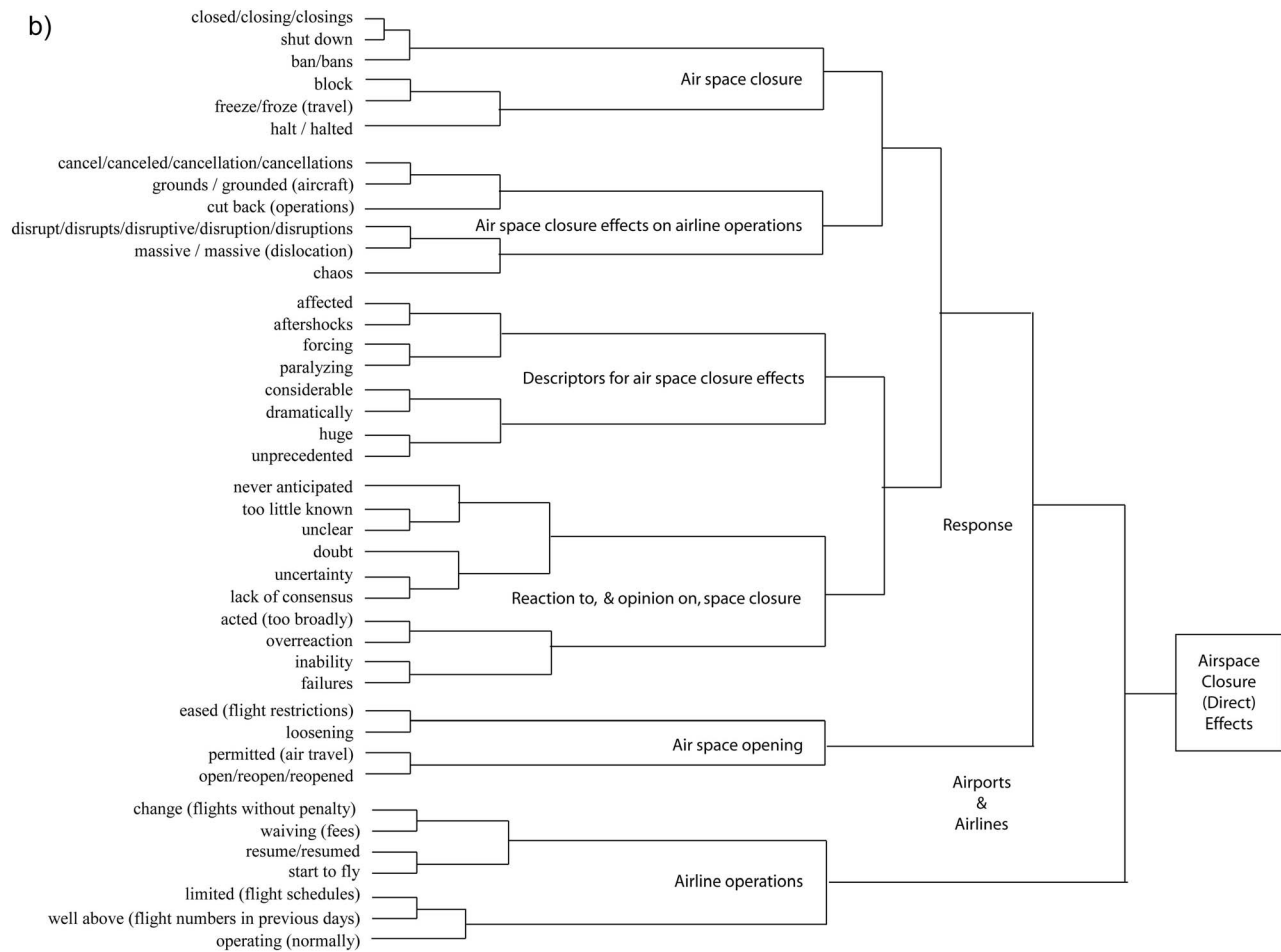 b)
closed/closing/closings
shut down
ban/bans
block
freeze/froze (travel)
halt / halted
Air space closure
cancel/canceled/cancellation/cancellations
grounds / grounded (aircraft)
cut back (operations)
disrupt/disrupts/disruptive/disruption/disruptions
massive / massive (dislocation)
chaos
Air space closure effects on airline operations
affected
aftershocks
forcing
paralyzing
considerable
dramatically
huge
unprecedented
Descriptors for air space closure effects
never anticipated
too little known
unclear
doubt
uncertainty
lack of consensus
acted (too broadly)
overreaction
inability
failures
Reaction to, & opinion on, space closure
Response
eased (flight restrictions)
loosening
permitted (air travel)
open/reopen/reopened
Air space opening
change (flights without penalty)
waiving (fees)
resume/resumed
start to fly
limited (flight schedules)
well above (flight numbers in previous days)
operating (normally)
Airline operations
Airports
&
Airlines
Airspace
Closure
(Direct)
Effects